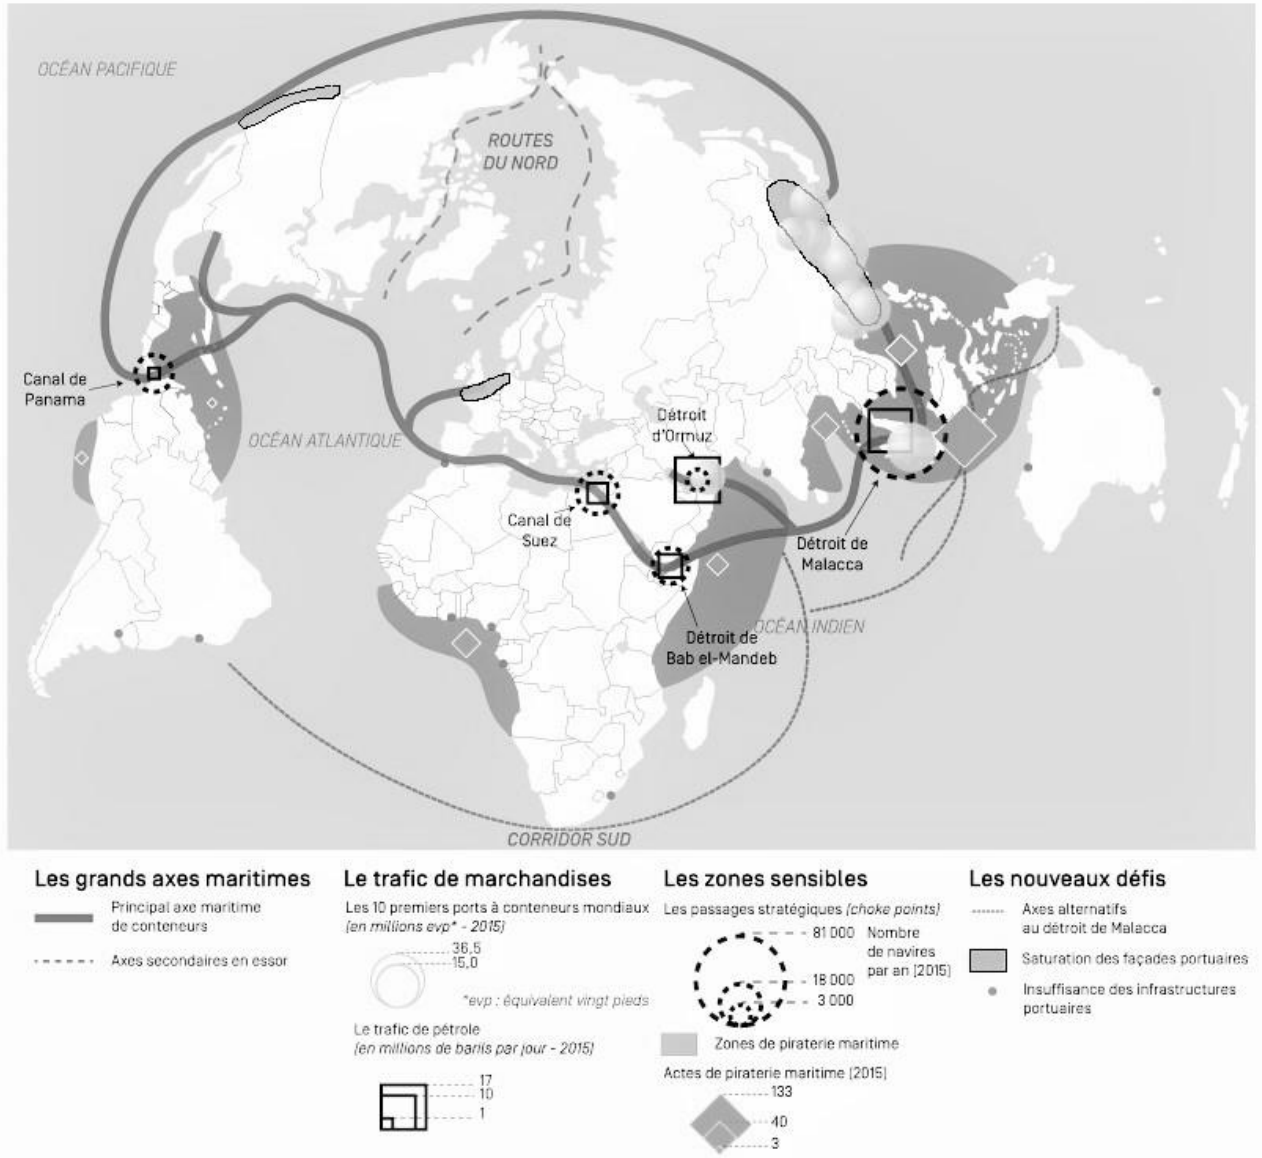 OCÉAN PACIFIQUE
ROUTES
DU NORD
Canal de
Panama
OCÉAN ATLANTIQUE
Détroit
d'Ormuz
Canal de
Suez
Détroit de
Malacca
OCÉAN INDIEN
Détroit de
Bab el-Mandeb
CORRIDOR SUD
Les grands axes maritimes
Principal axe maritime
de conteneurs
Axes secondaires en essor
Le trafic de marchandises
Les 10 premiers ports à conteneurs mondiaux
(en millions evp* - 2015)
36,5
15,0
*evp : équivalent vingt pieds
Le trafic de pétrole
(en millions de barils par jour - 2015)
17
10
1
Les zones sensibles
Les passages stratégiques (choke points)
81 000 Nombre
de navires
par an (2015)
18 000
3 000
Zones de piraterie maritime
Actes de piraterie maritime (2015)
133
40
3
Les nouveaux défis
Axes alternatifs
au détroit de Malacca
Saturation des façades portuaires
Insuffisance des infrastructures
portuaires